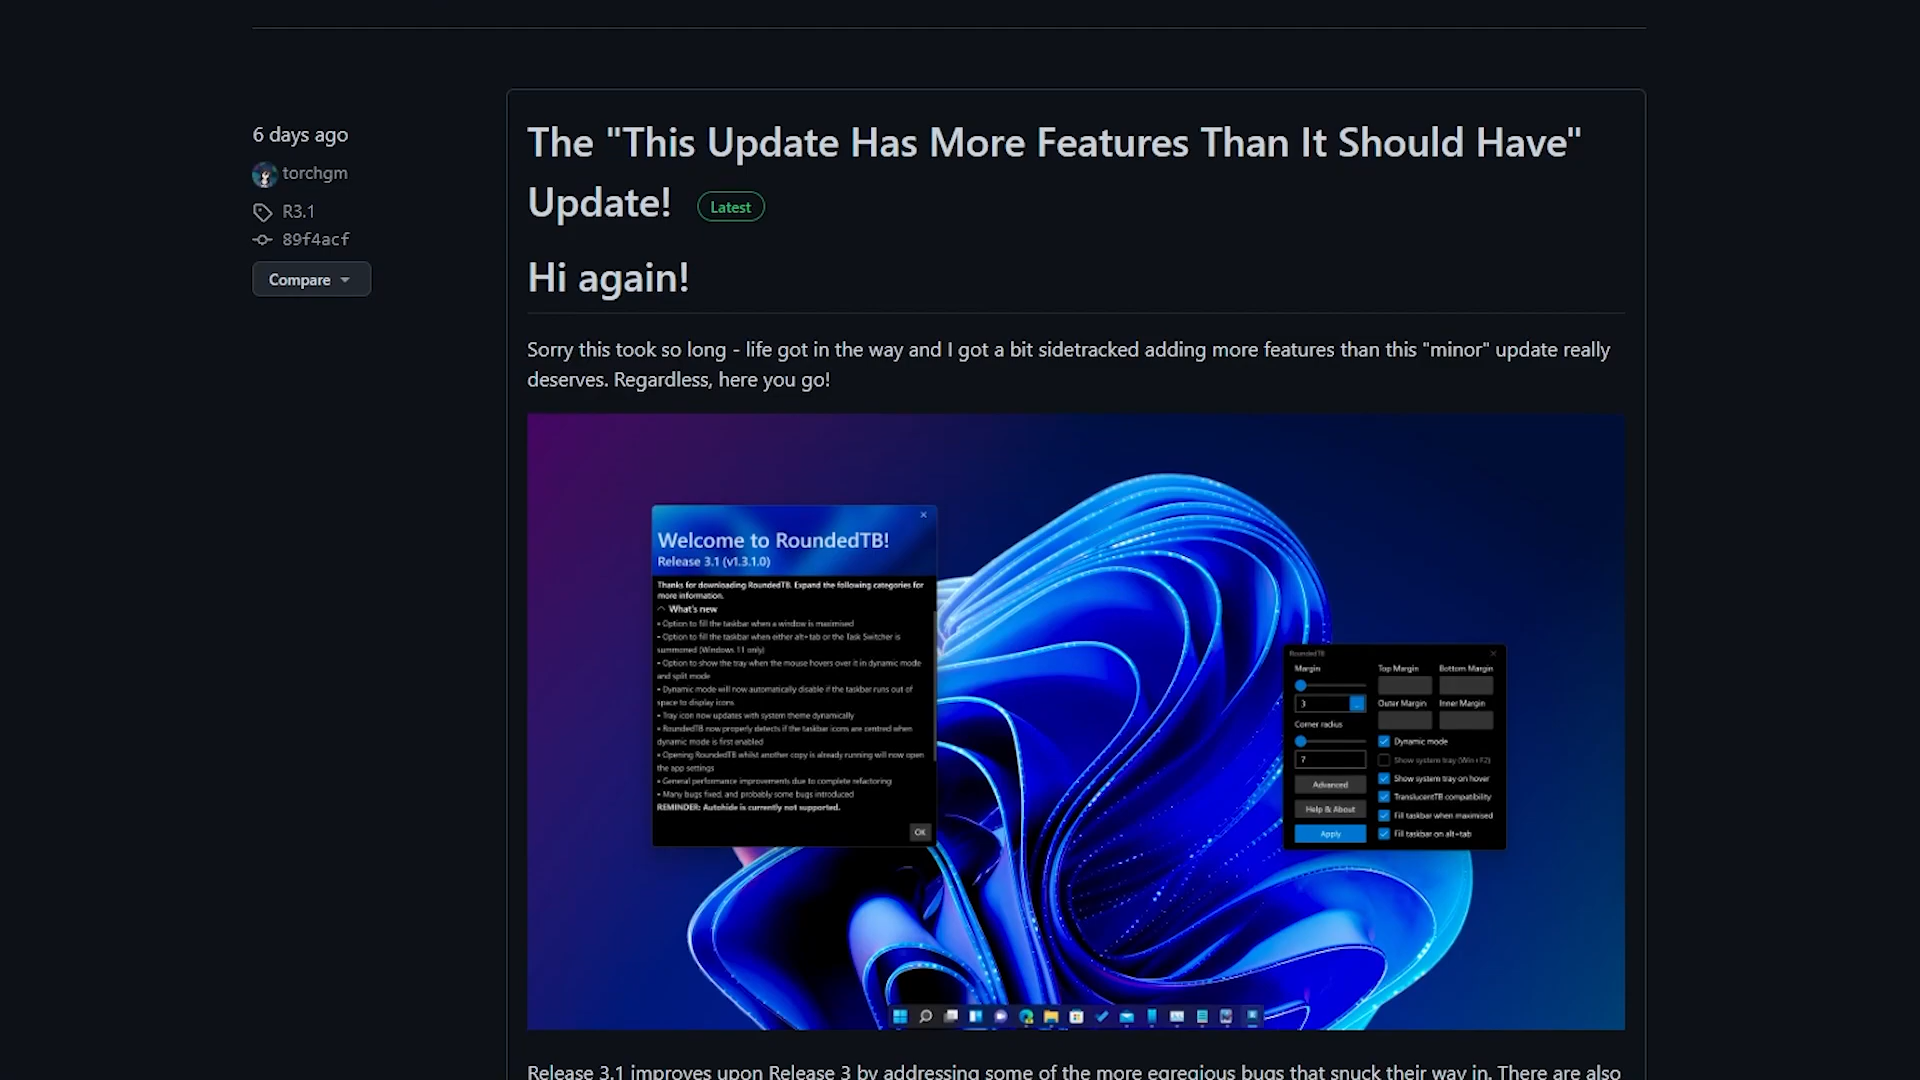 6 days ago
torchgm
R3.1
89f4acf
Compare
The "This Update Has More Features Than It Should Have"
Update! Latest
Hi again!
Sorry this took so long - life got in the way and I got a bit sidetracked adding more features than this "minor" update really
deserves. Regardless, here you go!
Welcome to RoundedTB!
Release 3.1 (v1.3.1.0)
Thanks for downloading RoundedTB. Expand the following categories for
more information.
What's new
• Option to fill the taskbar when a window is maximised
• Option to fill the taskbar when either alt+tab or the Task Switcher is
summoned (Windows 11 only)
• Option to show the tray when the mouse hovers over it in dynamic mode
and split mode
• Dynamic mode will now automatically disable if the taskbar runs out of
space to display icons
• Tray icon now updates with system theme dynamically
• RoundedTB now properly detects if the taskbar icons are centred when
dynamic mode is first enabled
• Opening RoundedTB whilst another copy is already running will now open
the app settings
• General performance improvements due to complete refactoring
• Many bugs fixed, and probably some bugs introduced
REMINDER: Autohide is currently not supported.
OK
RoundedTB
Margin
3
Corner radius
7
Advanced
Help & About
Apply
Top Margin Bottom Margin
Outer Margin Inner Margin
Dynamic mode
Show system tray (Win+F2)
Show system tray on hover
TranslucentTB compatibility
Fill taskbar when maximised
Fill taskbar on alt+tab
Release 3.1 improves upon Release 3 by addressing some of the more egregious bugs that snuck their way in. There are also